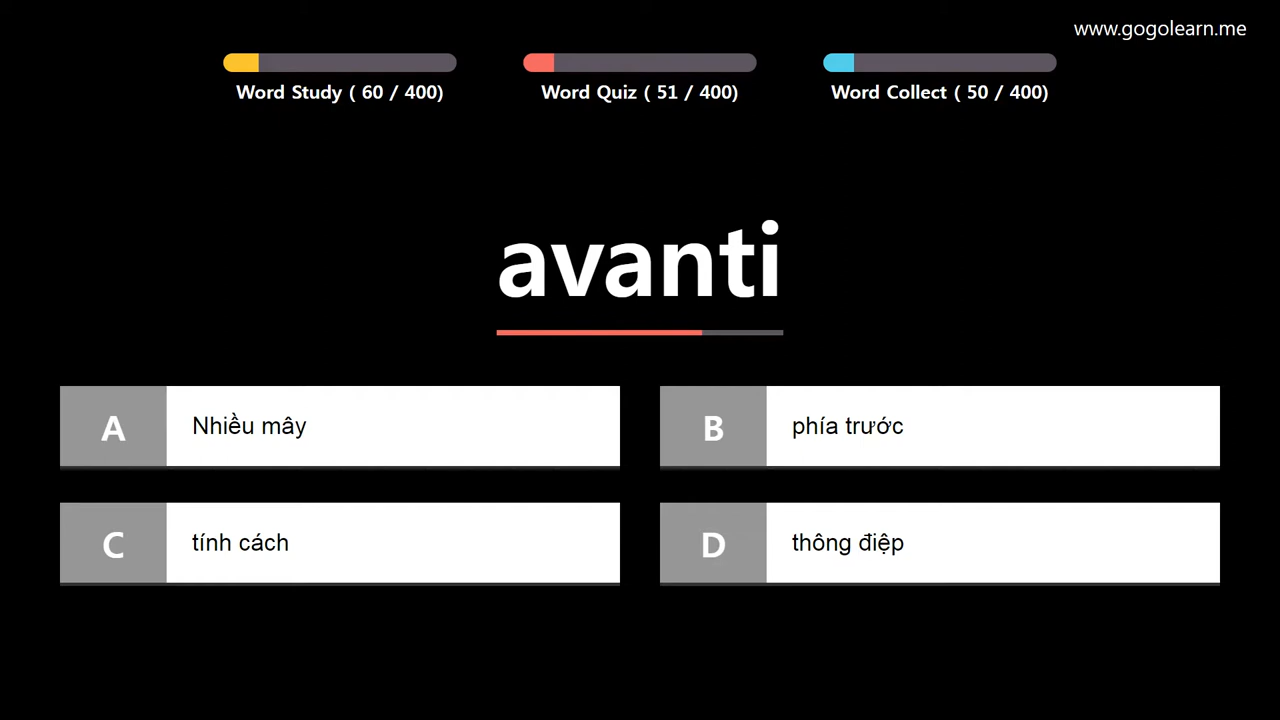 www.gogolearn.me
Word Study ( 60 / 400)
Word Quiz ( 51 / 400)
Word Collect ( 50 / 400)
avanti
A
Nhiều mây
B
phía trước
C
tính cách
D
thông điệp